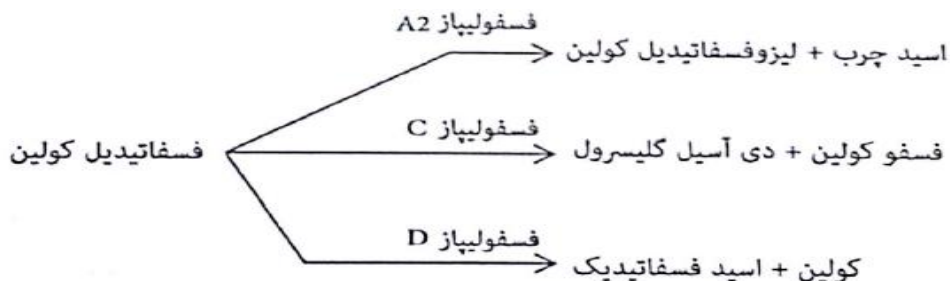 فسفولیپاز A2
اسید چرب + لیزوفسفاتیدیل کولین
فسفولیپاز C
فسفاتیدیل کولین
فسفو کولین + دی آسیل گلیسرول
فسفولیپاز D
کولین + اسید فسفاتیدیک